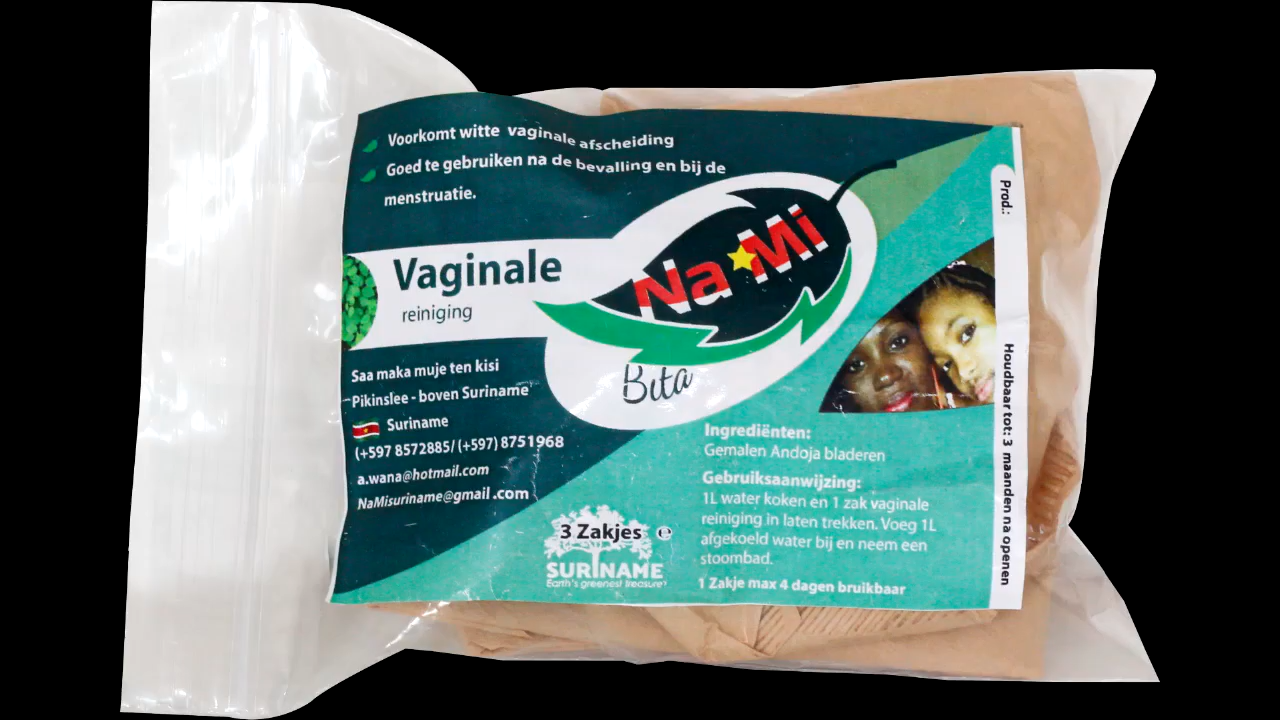 Voorkomt witte vaginale afscheiding
Goed te gebruiken na de bevalling en bij de
menstruatie.
Vaginale
reiniging
Na Mi
Bita
Saa maka muje ten kisi
Pikinslee - boven Suriname
Suriname
(+597 8572885/ (+597) 8751968
a.wana@hotmail.com
NaMisuriname@gmail.com
3 Zakjes e
SURINAME
Earth's greenest treasure
Ingrediënten:
Gemalen Andoja bladeren
Gebruiksaanwijzing:
1L water koken en 1 zak vaginale
reiniging in laten trekken. Voeg 1L
afgekoeld water bij en neem een
stoombad.
1 Zakje max 4 dagen bruikbaar
Prod.:
Houdbaar tot: 3 maanden na openen